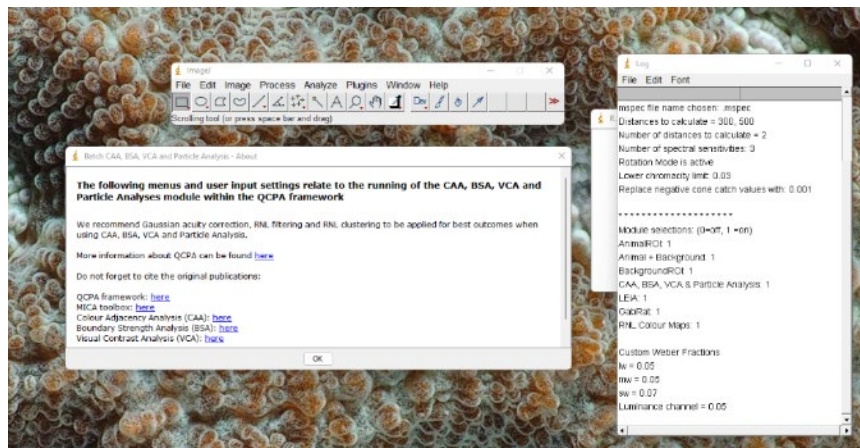 ImageJ
File Edit Image Process Analyze Plugins Window Help
Dev
Scrolling tool (or press space bar and drag)
Batch CAA, BSA, VCA and Particle Analysis - About
The following menus and user input settings relate to the running of the CAA, BSA, VCA and
Particle Analyses module within the QCPA framework
We recommend Gaussian acuity correction, RNL filtering and RNL clustering to be applied for best outcomes when
using CAA, BSA, VCA and Particle Analysis.
More information about QCPA can be found here
Do not forget to cite the original publications:
QCPA framework: here
MICA toolbox: here
Colour Adjacency Analysis (CAA): here
Boundary Strength Analysis (BSA): here
Visual Contrast Analysis (VCA): here
OK
Log
File Edit Font
mspec file name chosen: .mspec
Distances to calculate = 300, 500
Number of distances to calculate = 2
Number of spectral sensitivities: 3
Rotation Mode is active
Lower chromacity limit: 0.03
Replace negative cone catch values with: 0.001
* * * * * * * * * * * * * * * * * * * *
Module selections: (0=off, 1 =on)
AnimalROI: 1
Animal + Background: 1
BackgroundROI: 1
CAA, BSA, VCA & Particle Analysis: 1
LEIA: 1
GabRat: 1
RNL Colour Maps: 1
Custom Weber Fractions
lw = 0.05
mw = 0.05
sw = 0.07
Luminance channel = 0.05